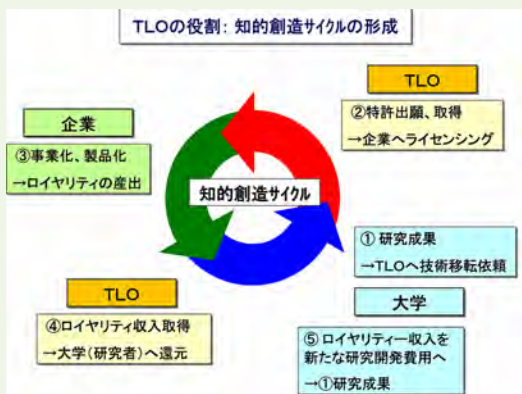 TLOの役割: 知的創造サイクルの形成
TLO
②特許出願、取得
→企業へライセンシング
企業
③事業化、製品化
→ロイヤリティの産出
知的創造サイクル
① 研究成果
→TLOへ技術移転依頼
大学
TLO
④ロイヤリティ収入取得
→大学(研究者)へ還元
⑤ ロイヤリティー収入を
新たな研究開発費用へ
→①研究成果